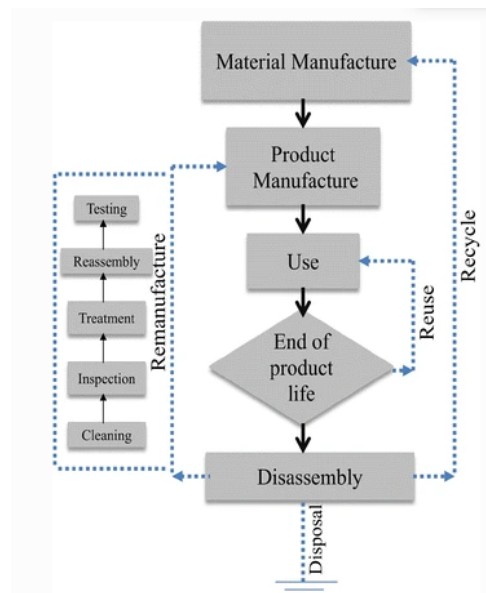 Material Manufacture
Product
Manufacture
Use
End of
product
life
Disassembly
Testing
Reassembly
Treatment
Inspection
Cleaning
Remanufacture
Reuse
Recycle
Disposal